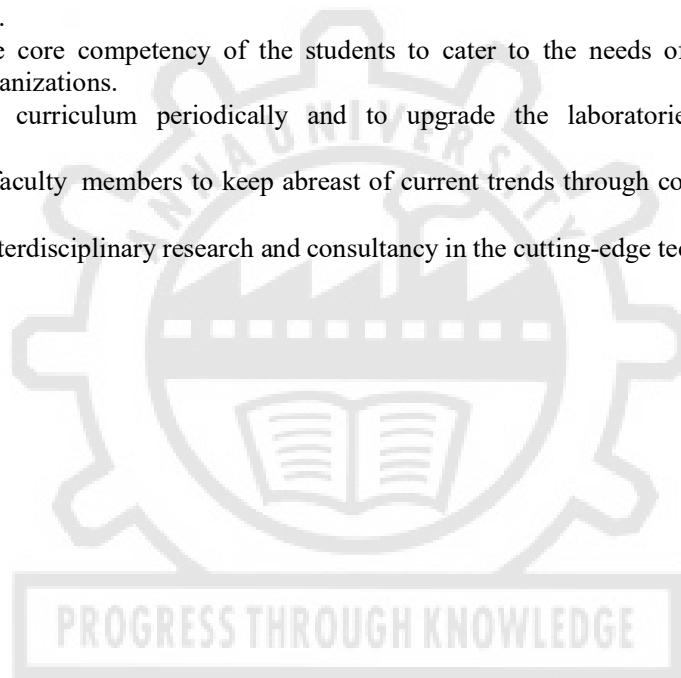 .
e core competency of the students to cater to the needs of
anizations.
curriculum periodically and to upgrade the laboratorie
faculty members to keep abreast of current trends through co
terdisciplinary research and consultancy in the cutting-edge tec
ANNA UNIVERSITY
PROGRESS THROUGH KNOWLEDGE